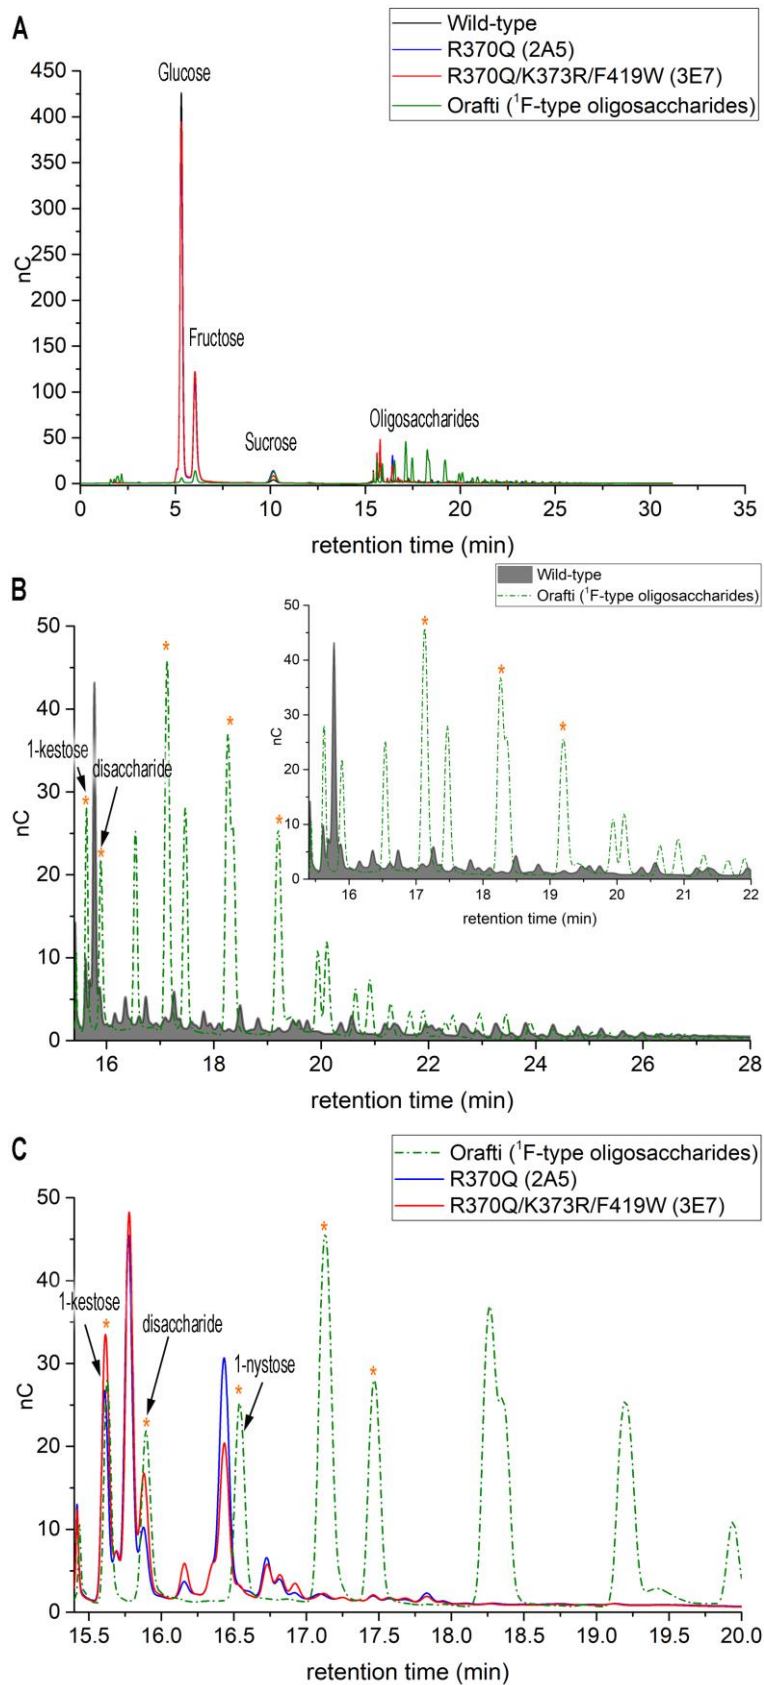 A
Wild-type
R370Q (2A5)
R370Q/K373R/F419W (3E7)
Orafti (¹F-type oligosaccharides)
450
400
350
300
250
200
150
100
50
0
nC
Glucose
Fructose
Sucrose
Oligosaccharides
0 5 10 15 20 25 30 35
retention time (min)
B
Wild-type
Orafti (¹F-type oligosaccharides)
50
40
30
20
10
0
nC
1-kestose
disaccharide
*
*
*
*
*
50
40
30
20
10
0
nC
*
*
*
16 17 18 19 20 21 22
retention time (min)
16 18 20 22 24 26 28
retention time (min)
C
Orafti (¹F-type oligosaccharides)
R370Q (2A5)
R370Q/K373R/F419W (3E7)
50
40
30
20
10
0
nC
1-kestose
*
disaccharide
*
1-nystose
*
*
*
15.5 16.0 16.5 17.0 17.5 18.0 18.5 19.0 19.5 20.0
retention time (min)